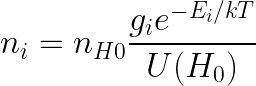 n_i = n_{H0} \frac{g_i e^{-E_i/kT}}{U(H_0)}